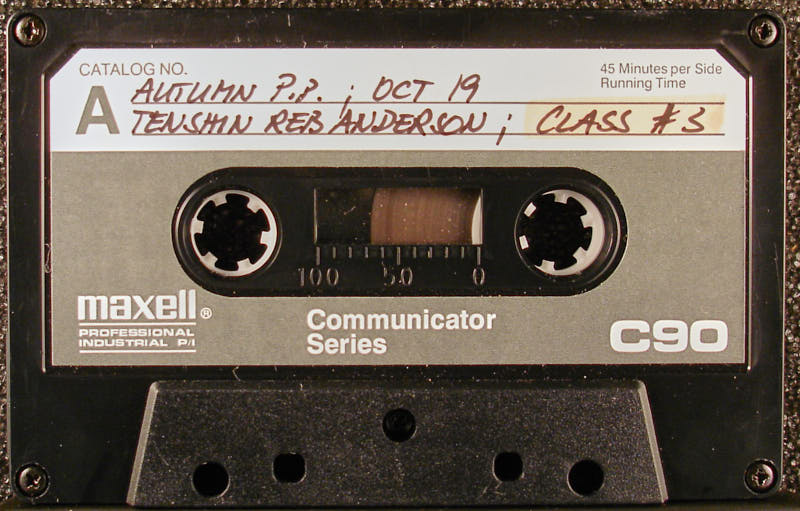 CATALOG NO.
45 Minutes per Side
Running Time
A
AUTUMN P.P. ; OCT 19
TENSHIN REB ANDERSON ; CLASS #3
100 50 0
maxell®
PROFESSIONAL
INDUSTRIAL P/I
Communicator
Series
C90